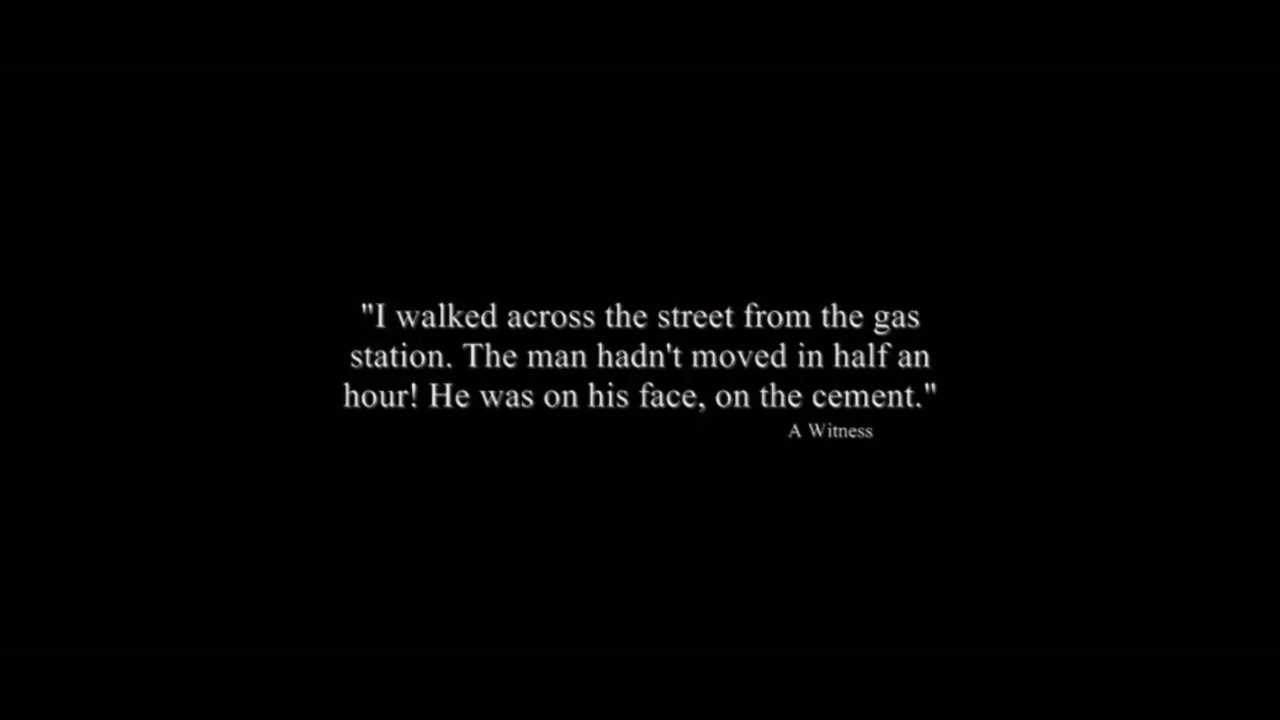 "I walked across the street from the gas
station. The man hadn't moved in half an
hour! He was on his face, on the cement."
A Witness